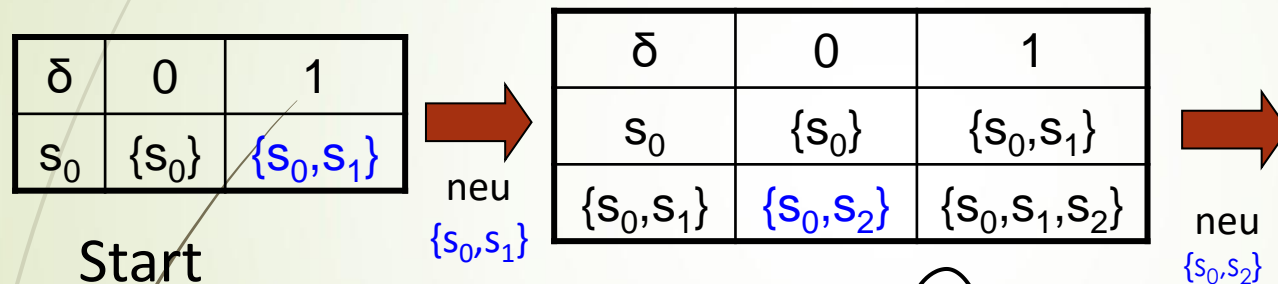 δ 0 1
s₀ {s₀} {s₀,s₁}
Start
neu
{s₀,s₁}
δ 0 1
s₀ {s₀} {s₀,s₁}
{s₀,s₁} {s₀,s₂} {s₀,s₁,s₂}
neu
{s₀,s₂}